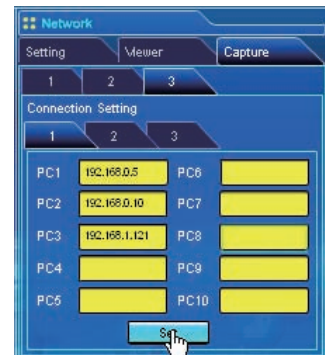 Network
Setting Viewer Capture
1 2 3
Connection Setting
1 2 3
PC1 192.168.0.5 PC6
PC2 192.168.0.10 PC7
PC3 192.168.1.121 PC8
PC4 PC9
PC5 PC10